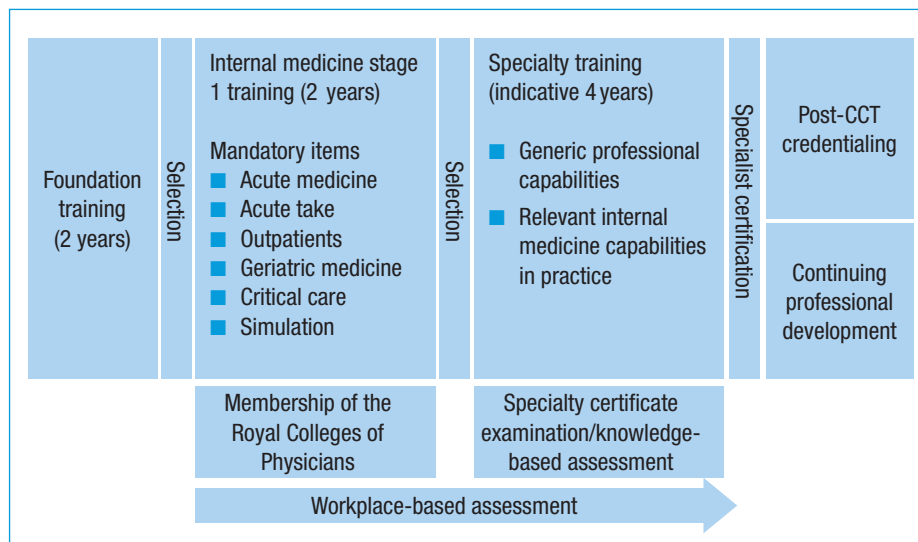 Foundation
training
(2 years)
Selection
Internal medicine stage
1 training (2 years)
Mandatory items
Acute medicine
Acute take
Outpatients
Geriatric medicine
Critical care
Simulation
Selection
Specialty training
(indicative 4 years)
Generic professional
capabilities
Relevant internal
medicine capabilities
in practice
Specialist certification
Post-CCT
credentialing
Continuing
professional
development
Membership of the
Royal Colleges of
Physicians
Specialty certificate
examination/knowledge-
based assessment
Workplace-based assessment